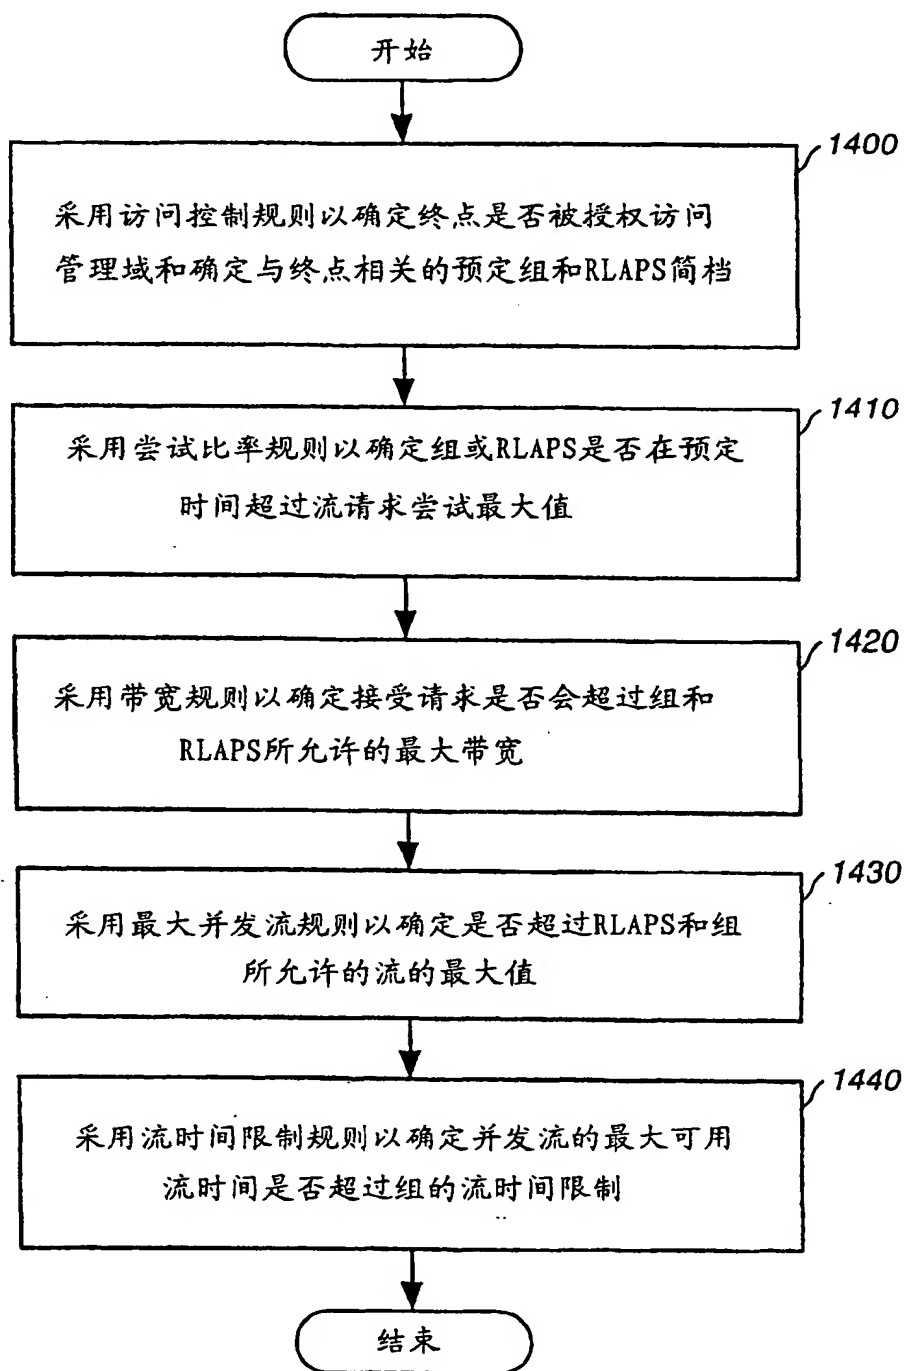 开始
1400
采用访问控制规则以确定终点是否被授权访问
管理域和确定与终点相关的预定组和RLAPS简档
1410
采用尝试比率规则以确定组或RLAPS是否在预定
时间超过流请求尝试最大值
1420
采用带宽规则以确定接受请求是否会超过组和
RLAPS所允许的最大带宽
1430
采用最大并发流规则以确定是否超过RLAPS和组
所允许的流的最大值
1440
采用流时间限制规则以确定并发流的最大可用
流时间是否超过组的流时间限制
结束